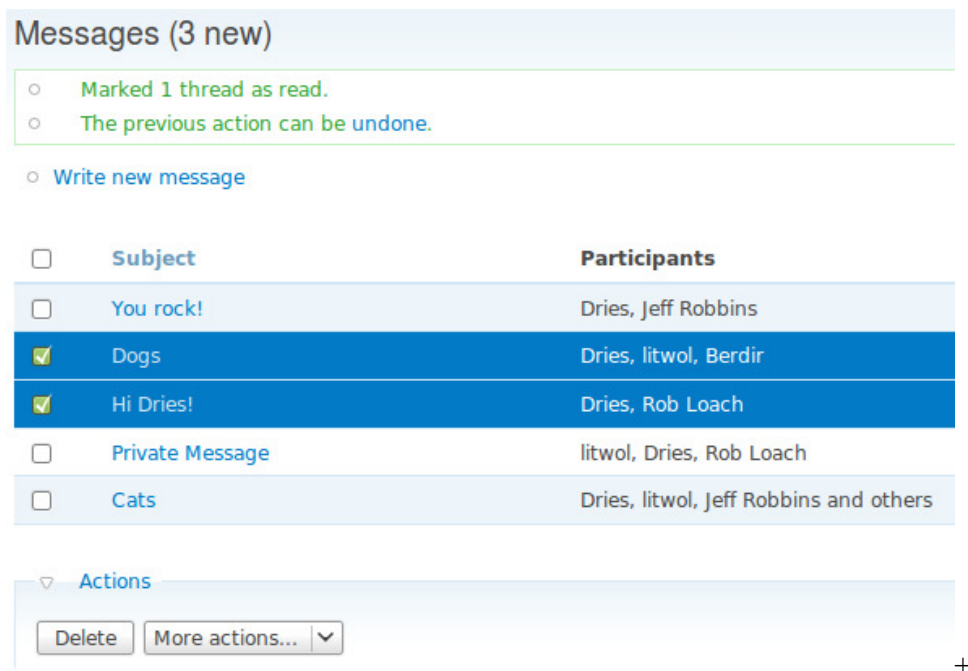 Messages (3 new)
Marked 1 thread as read.
The previous action can be undone.
Write new message
Subject Participants
You rock! Dries, Jeff Robbins
Dogs Dries, litwol, Berdir
Hi Dries! Dries, Rob Loach
Private Message litwol, Dries, Rob Loach
Cats Dries, litwol, Jeff Robbins and others
Actions
Delete More actions...